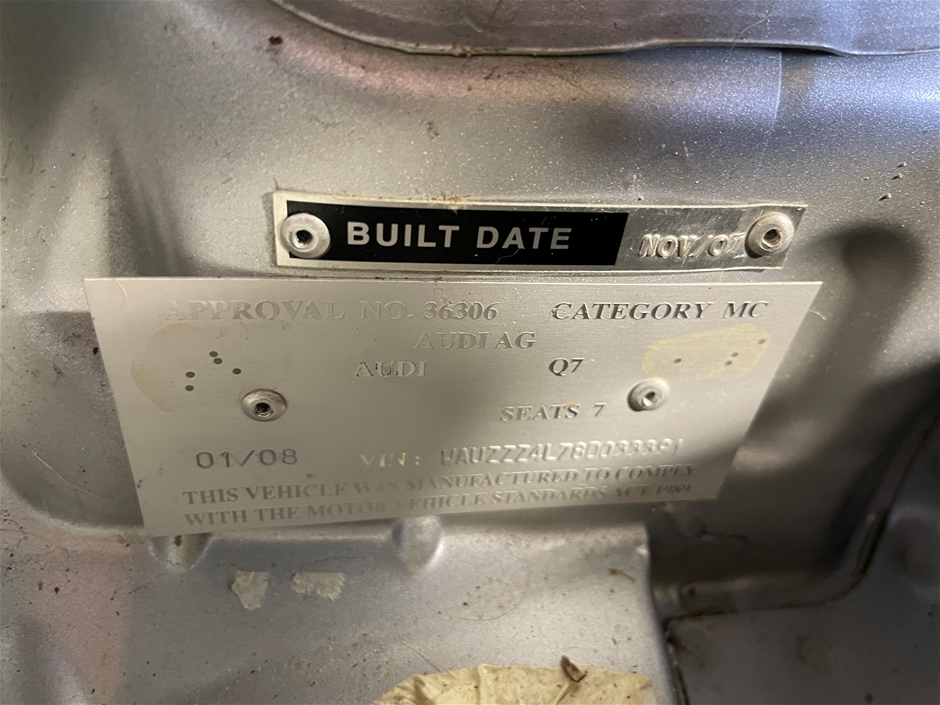 BUILT DATE NOV/07
APPROVAL NO. 36306 CATEGORY MC
AUDI AG
AUDI Q7
SEATS 7
01/08 VIN: WAUZZZ4L78D033391
THIS VEHICLE WAS MANUFACTURED TO COMPLY
WITH THE MOTOR VEHICLE STANDARDS ACT 1989